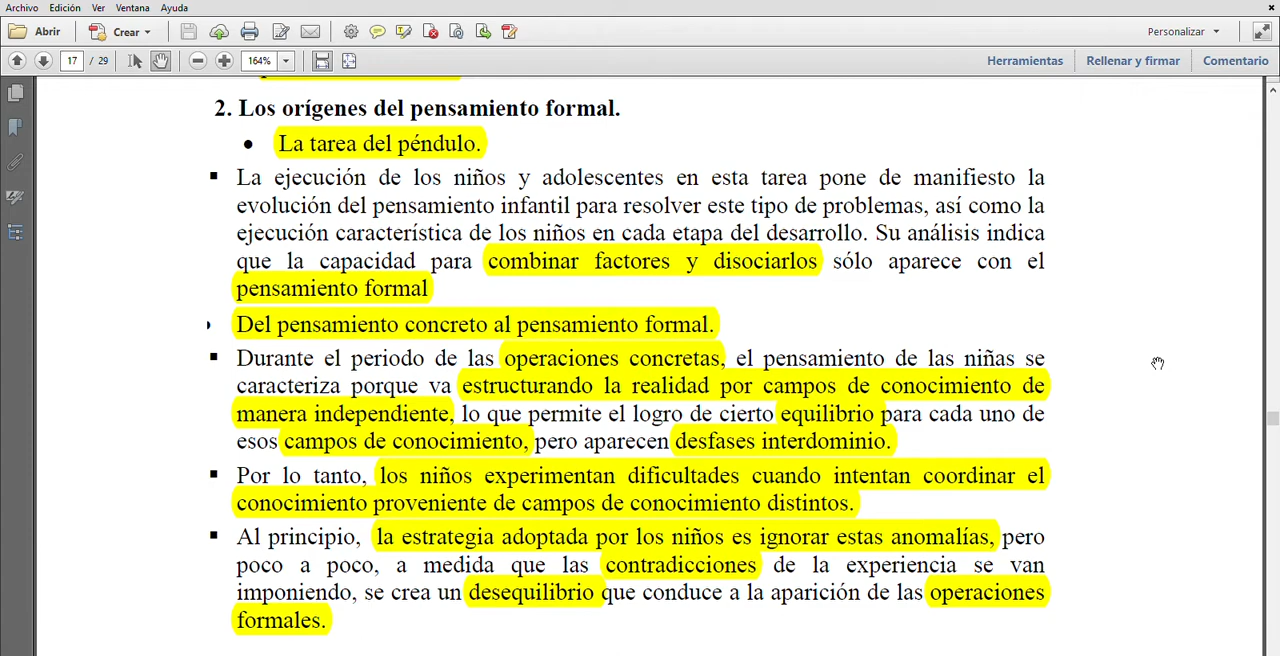 Archivo Edición Ver Ventana Ayuda
Abrir Crear Personalizar
17 / 29 164% Herramientas Rellenar y firmar Comentario
2. Los orígenes del pensamiento formal.
• La tarea del péndulo.
▪ La ejecución de los niños y adolescentes en esta tarea pone de manifiesto la
evolución del pensamiento infantil para resolver este tipo de problemas, así como la
ejecución característica de los niños en cada etapa del desarrollo. Su análisis indica
que la capacidad para combinar factores y disociarlos sólo aparece con el
pensamiento formal
Del pensamiento concreto al pensamiento formal.
▪ Durante el periodo de las operaciones concretas, el pensamiento de las niñas se
caracteriza porque va estructurando la realidad por campos de conocimiento de
manera independiente, lo que permite el logro de cierto equilibrio para cada uno de
esos campos de conocimiento, pero aparecen desfases interdominio.
▪ Por lo tanto, los niños experimentan dificultades cuando intentan coordinar el
conocimiento proveniente de campos de conocimiento distintos.
▪ Al principio, la estrategia adoptada por los niños es ignorar estas anomalías, pero
poco a poco, a medida que las contradicciones de la experiencia se van
imponiendo, se crea un desequilibrio que conduce a la aparición de las operaciones
formales.